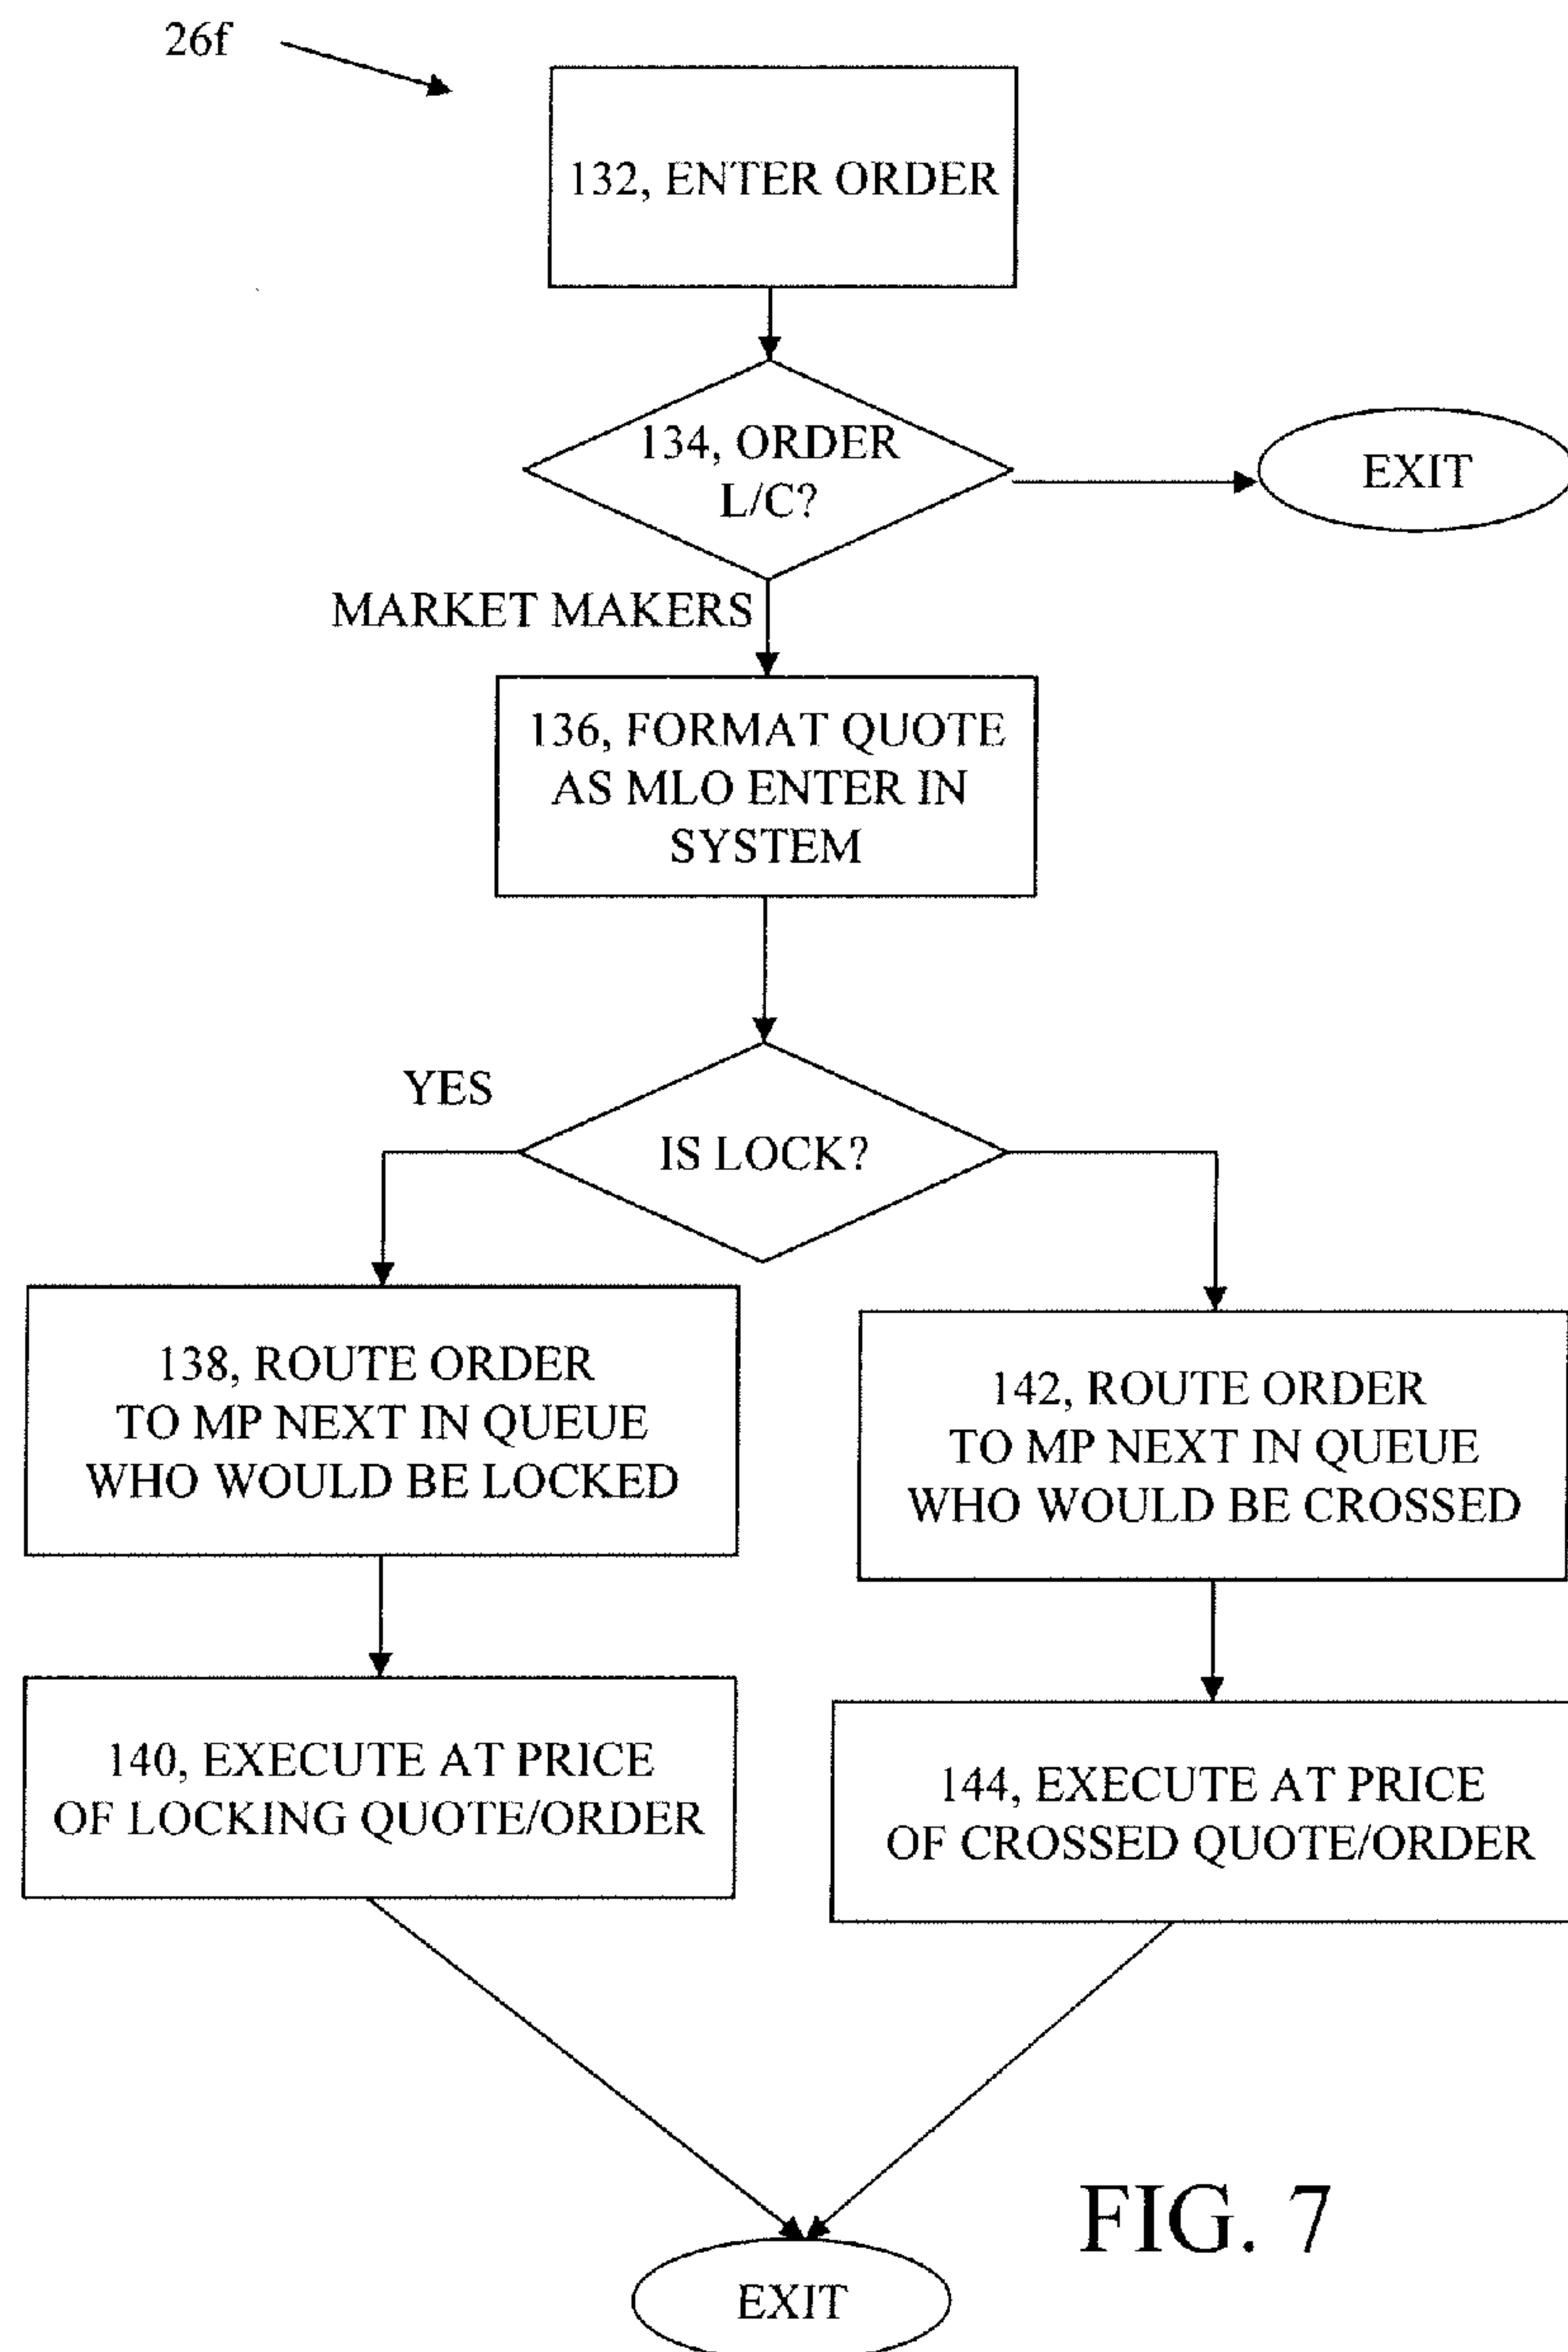 26f
132, ENTER ORDER
134, ORDER
L/C?
EXIT
MARKET MAKERS
136, FORMAT QUOTE
AS MLO ENTER IN
SYSTEM
YES
IS LOCK?
138, ROUTE ORDER
TO MP NEXT IN QUEUE
WHO WOULD BE LOCKED
142, ROUTE ORDER
TO MP NEXT IN QUEUE
WHO WOULD BE CROSSED
140, EXECUTE AT PRICE
OF LOCKING QUOTE/ORDER
144, EXECUTE AT PRICE
OF CROSSED QUOTE/ORDER
FIG. 7
EXIT